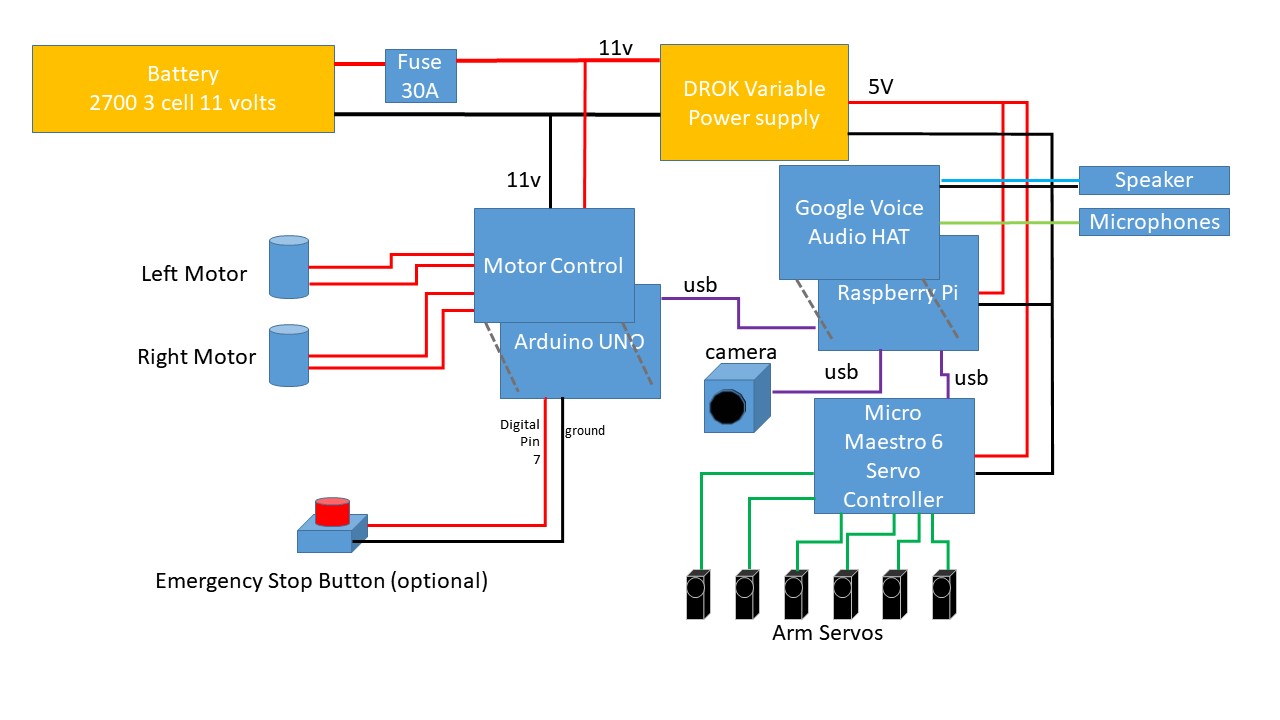 11v
Battery
2700 3 cell 11 volts
Fuse
30A
DROK Variable
Power supply
5V
11v
Speaker
Google Voice
Audio HAT
Microphones
Left Motor
Motor Control
usb
Raspberry Pi
Right Motor
Arduino UNO
camera
usb
usb
Digital
Pin
7
ground
Micro
Maestro 6
Servo
Controller
Emergency Stop Button (optional)
Arm Servos